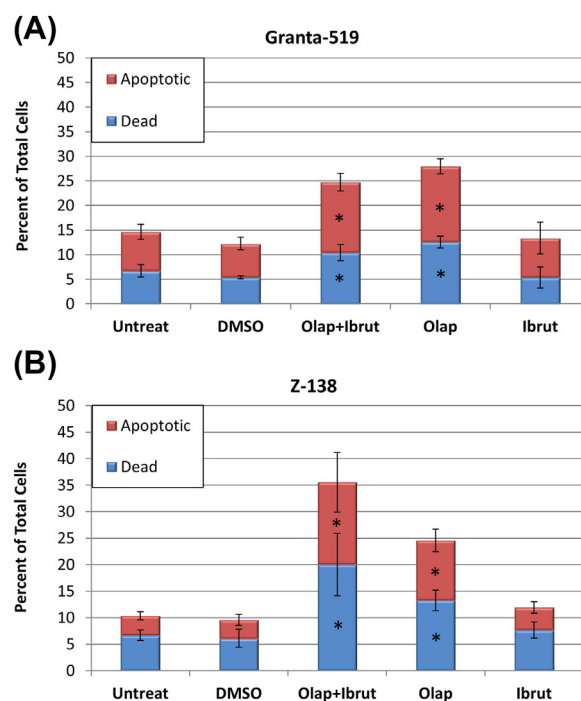 (A)
Granta-519
Percent of Total Cells
50
45
40
35
30
25
20
15
10
5
0
Apoptotic
Dead
*
*
*
*
Untreat DMSO Olap+Ibrut Olap Ibrut
(B)
Z-138
Percent of Total Cells
50
45
40
35
30
25
20
15
10
5
0
Apoptotic
Dead
*
*
*
*
Untreat DMSO Olap+Ibrut Olap Ibrut